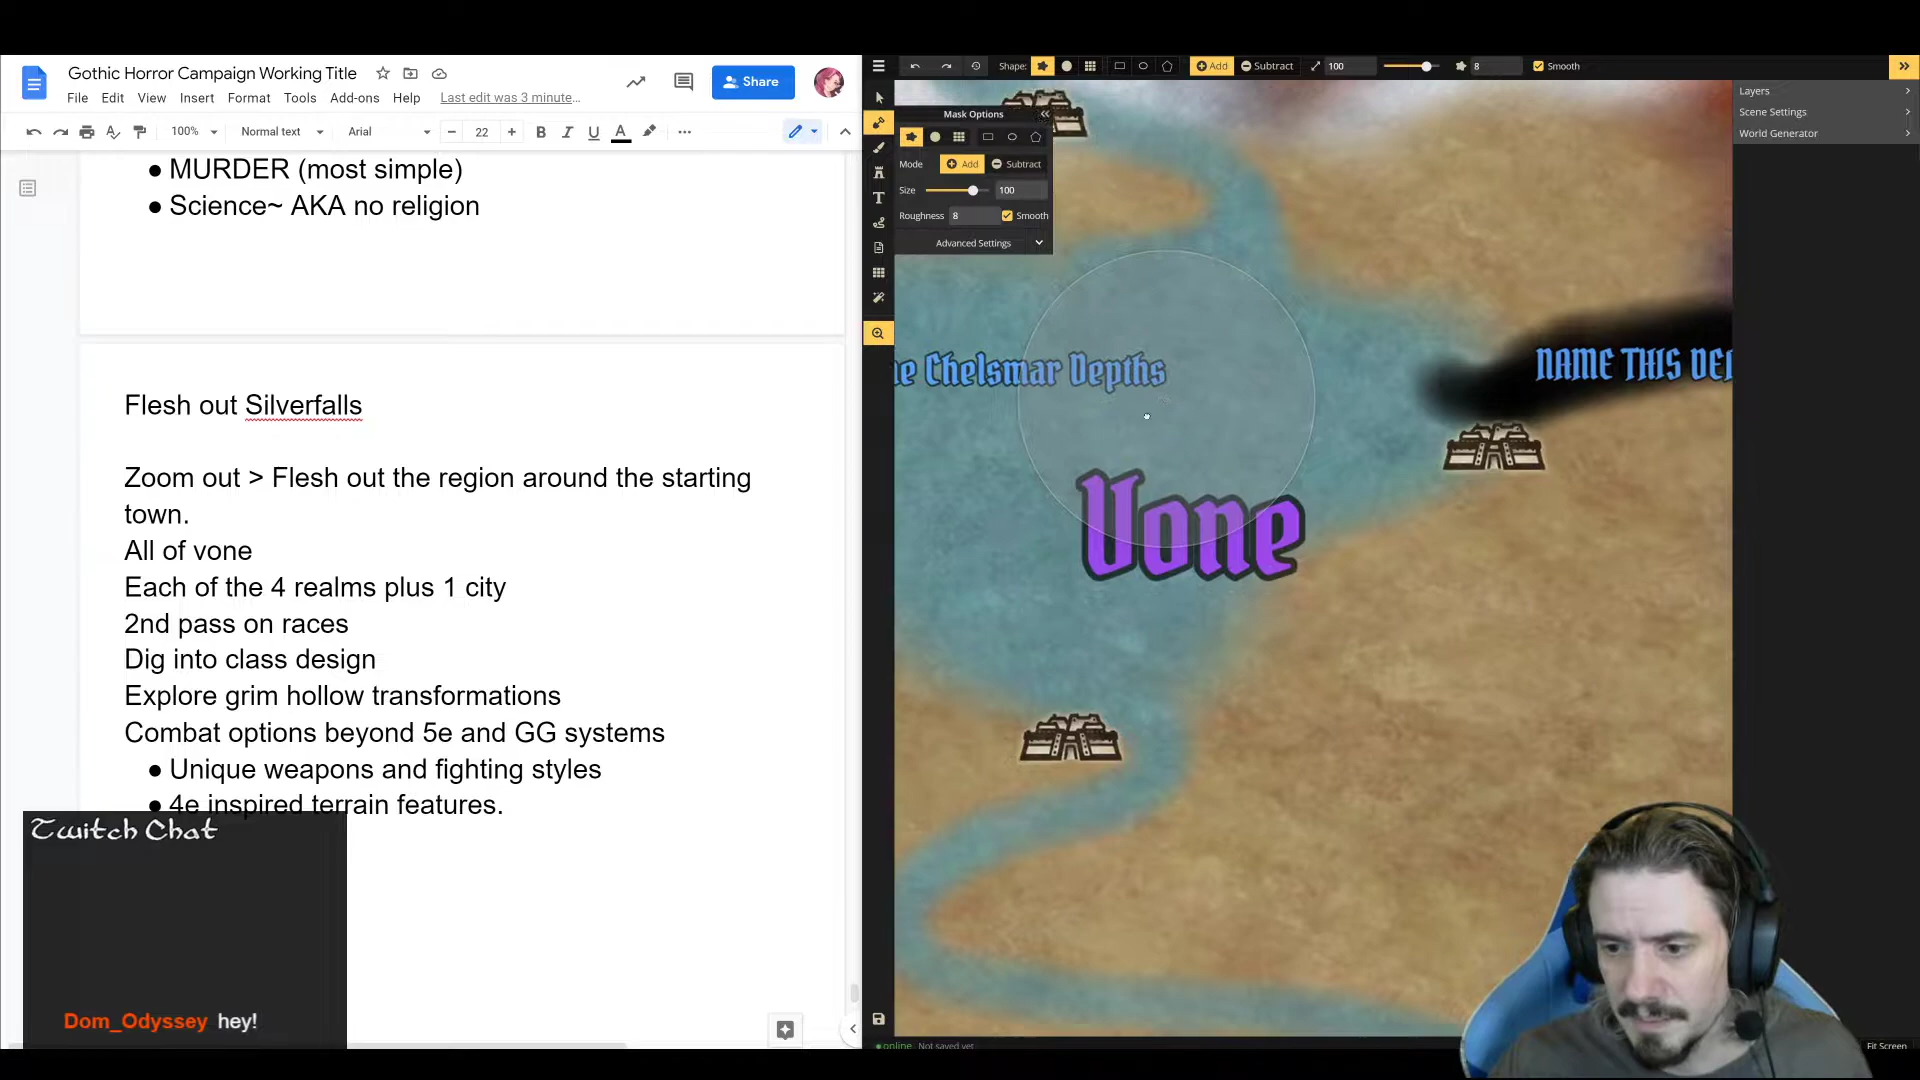 Gothic Horror Campaign Working Title
Share
File Edit View Insert Format Tools Add-ons Help Last edit was 3 minute...
100% Normal text Arial 22 B I U A
● MURDER (most simple)
● Science~ AKA no religion
Flesh out Silverfalls
Zoom out > Flesh out the region around the starting
town.
All of vone
Each of the 4 realms plus 1 city
2nd pass on races
Dig into class design
Explore grim hollow transformations
Combat options beyond 5e and GG systems
● Unique weapons and fighting styles
● 4e inspired terrain features.
Twitch Chat
Dom_Odyssey hey!
Shape: Add Subtract 100 8 Smooth
Mask Options
Mode Add Subtract
Size 100
Roughness 8 Smooth
Advanced Settings
T
Layers
Scene Settings
World Generator
e Chelsmar Depths
NAME THIS DEP
Vone
online Not saved yet
Fit Screen